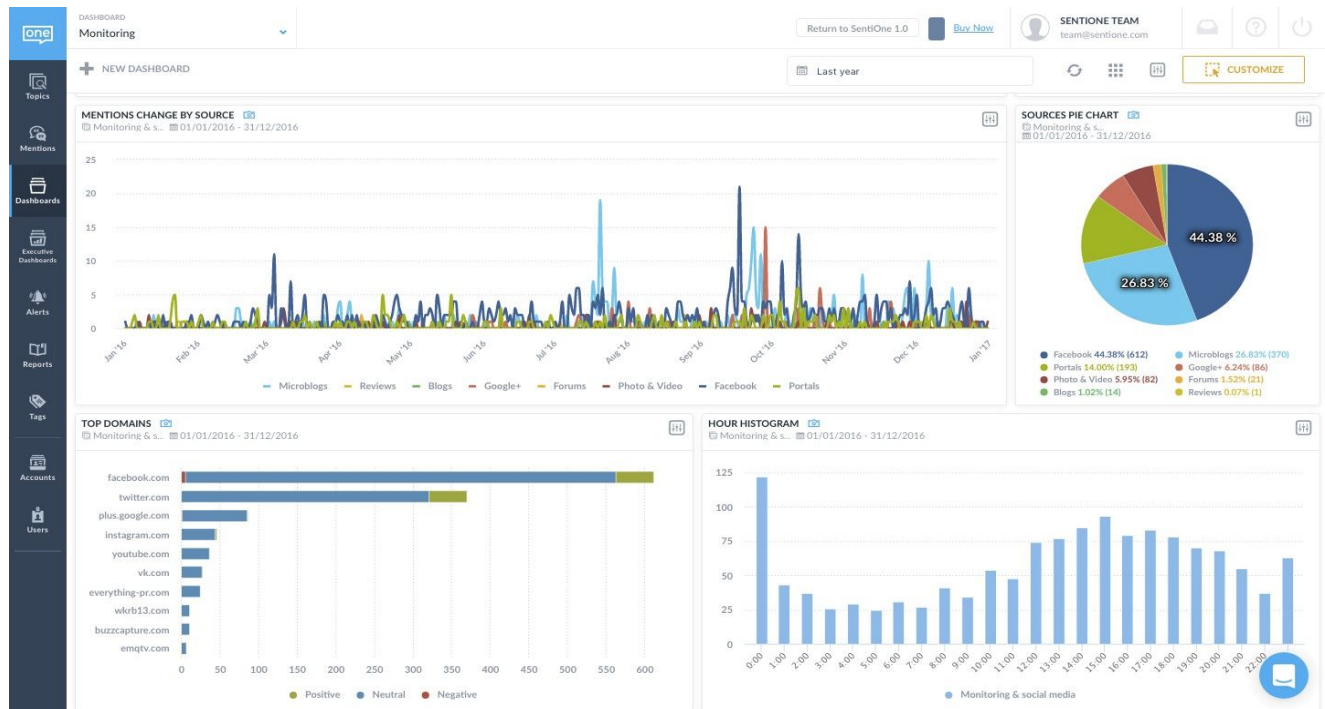 one
DASHBOARD
Monitoring
Return to SentiOne 1.0
Buy Now
SENTIONE TEAM
team@sentione.com
NEW DASHBOARD
Last year
CUSTOMIZE
Topics
Mentions
Dashboards
Executive
Dashboards
Alerts
Reports
Tags
Accounts
Users
MENTIONS CHANGE BY SOURCE
Monitoring & s... 01/01/2016 - 31/12/2016
25
20
15
10
5
0
Jan '16 Feb '16 Mar '16 Apr '16 May '16 Jun '16 Jul '16 Aug '16 Sep '16 Oct '16 Nov '16 Dec '16 Jan '17
Microblogs Reviews Blogs Google+ Forums Photo & Video Facebook Portals
SOURCES PIE CHART
Monitoring & s...
01/01/2016 - 31/12/2016
44.38 %
26.83 %
Facebook 44.38% (612) Microblogs 26.83% (370)
Portals 14.00% (193) Google+ 6.24% (86)
Photo & Video 5.95% (82) Forums 1.52% (21)
Blogs 1.02% (14) Reviews 0.07% (1)
TOP DOMAINS
Monitoring & s... 01/01/2016 - 31/12/2016
facebook.com
twitter.com
plus.google.com
instagram.com
youtube.com
vk.com
everything-pr.com
wkrb13.com
buzzcapture.com
emqtv.com
0 50 100 150 200 250 300 350 400 450 500 550 600
Positive Neutral Negative
HOUR HISTOGRAM
Monitoring & s... 01/01/2016 - 31/12/2016
125
100
75
50
25
0
0:00 1:00 2:00 3:00 4:00 5:00 6:00 7:00 8:00 9:00 10:00 11:00 12:00 13:00 14:00 15:00 16:00 17:00 18:00 19:00 20:00 21:00 22:00
Monitoring & social media